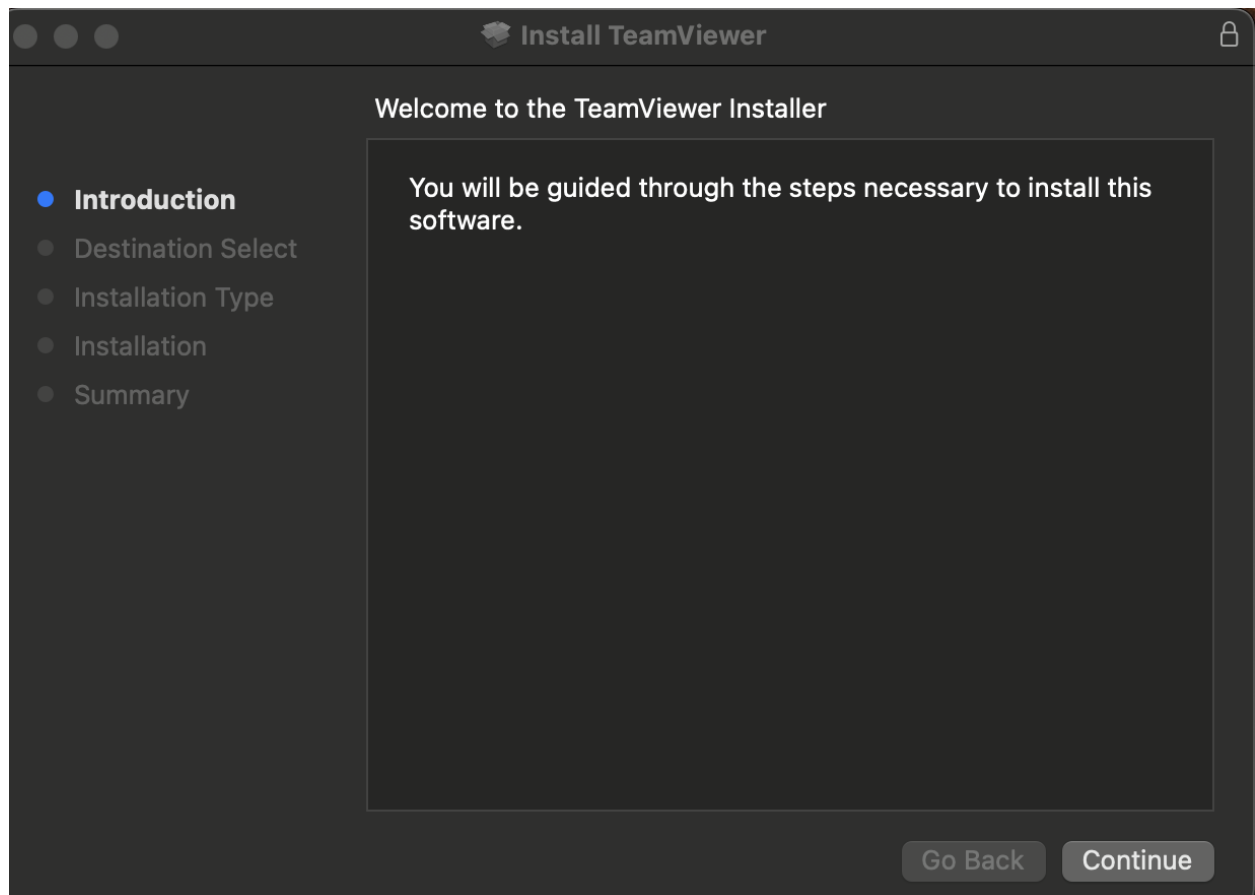 Install TeamViewer
Welcome to the TeamViewer Installer
Introduction
Destination Select
Installation Type
Installation
Summary
You will be guided through the steps necessary to install this
software.
Go Back
Continue